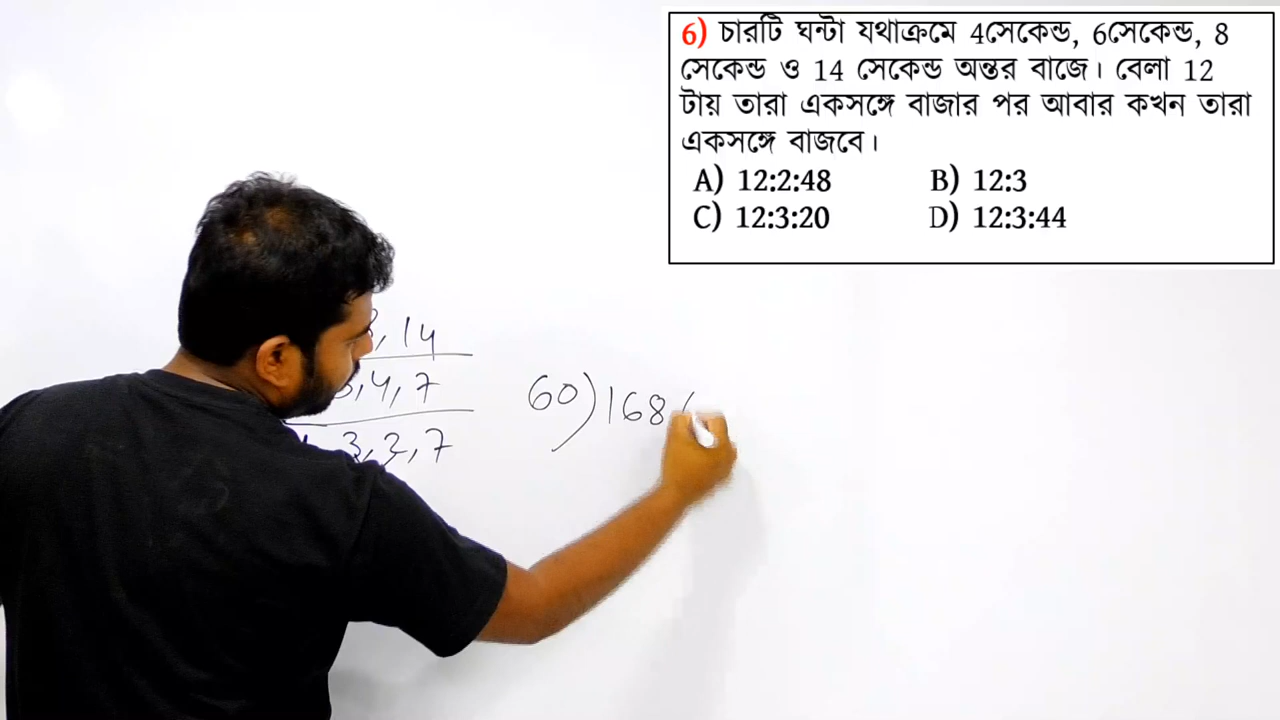 6) চারটি ঘন্টা যথাক্রমে 4সেকেন্ড, 6সেকেন্ড, 8
সেকেন্ড ও 14 সেকেন্ড অন্তর বাজে। বেলা 12
টায় তারা একসঙ্গে বাজার পর আবার কখন তারা
একসঙ্গে বাজবে।
A) 12:2:48 B) 12:3
C) 12:3:20 D) 12:3:44
, 14
, 4, 7
3, 2, 7
60)168(